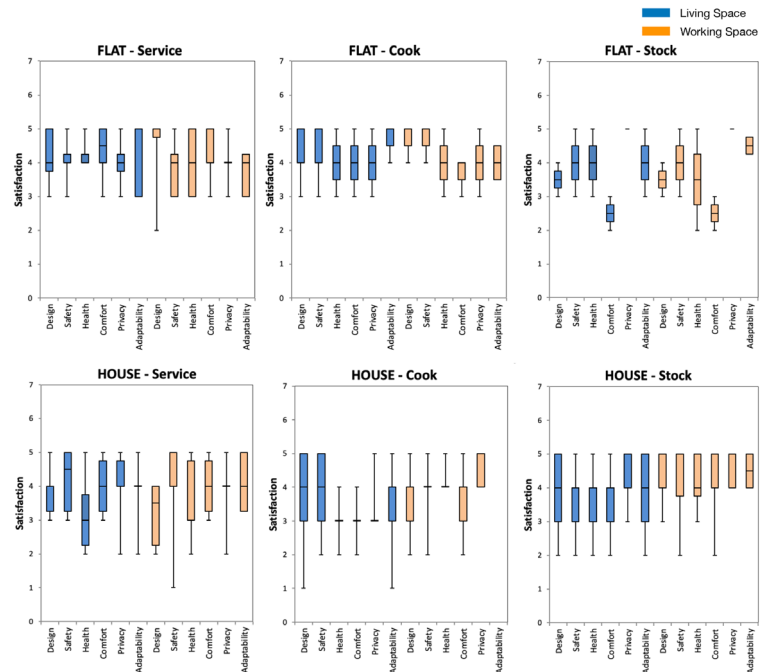 Living Space
Working Space
FLAT - Service
FLAT - Cook
FLAT - Stock
Satisfaction
7
6
5
4
3
2
1
0
Design
Safety
Health
Comfort
Privacy
Adaptability
Design
Safety
Health
Comfort
Privacy
Adaptability
Satisfaction
7
6
5
4
3
2
1
0
Design
Safety
Health
Comfort
Privacy
Adaptability
Design
Safety
Health
Comfort
Privacy
Adaptability
Satisfaction
7
6
5
4
3
2
1
0
Design
Safety
Health
Comfort
Privacy
Adaptability
Design
Safety
Health
Comfort
Privacy
Adaptability
HOUSE - Service
HOUSE - Cook
HOUSE - Stock
Satisfaction
7
6
5
4
3
2
1
0
Design
Safety
Health
Comfort
Privacy
Adaptability
Design
Safety
Health
Comfort
Privacy
Adaptability
Satisfaction
7
6
5
4
3
2
1
0
Design
Safety
Health
Comfort
Privacy
Adaptability
Design
Safety
Health
Comfort
Privacy
Adaptability
Satisfaction
7
6
5
4
3
2
1
0
Design
Safety
Health
Comfort
Privacy
Adaptability
Design
Safety
Health
Comfort
Privacy
Adaptability